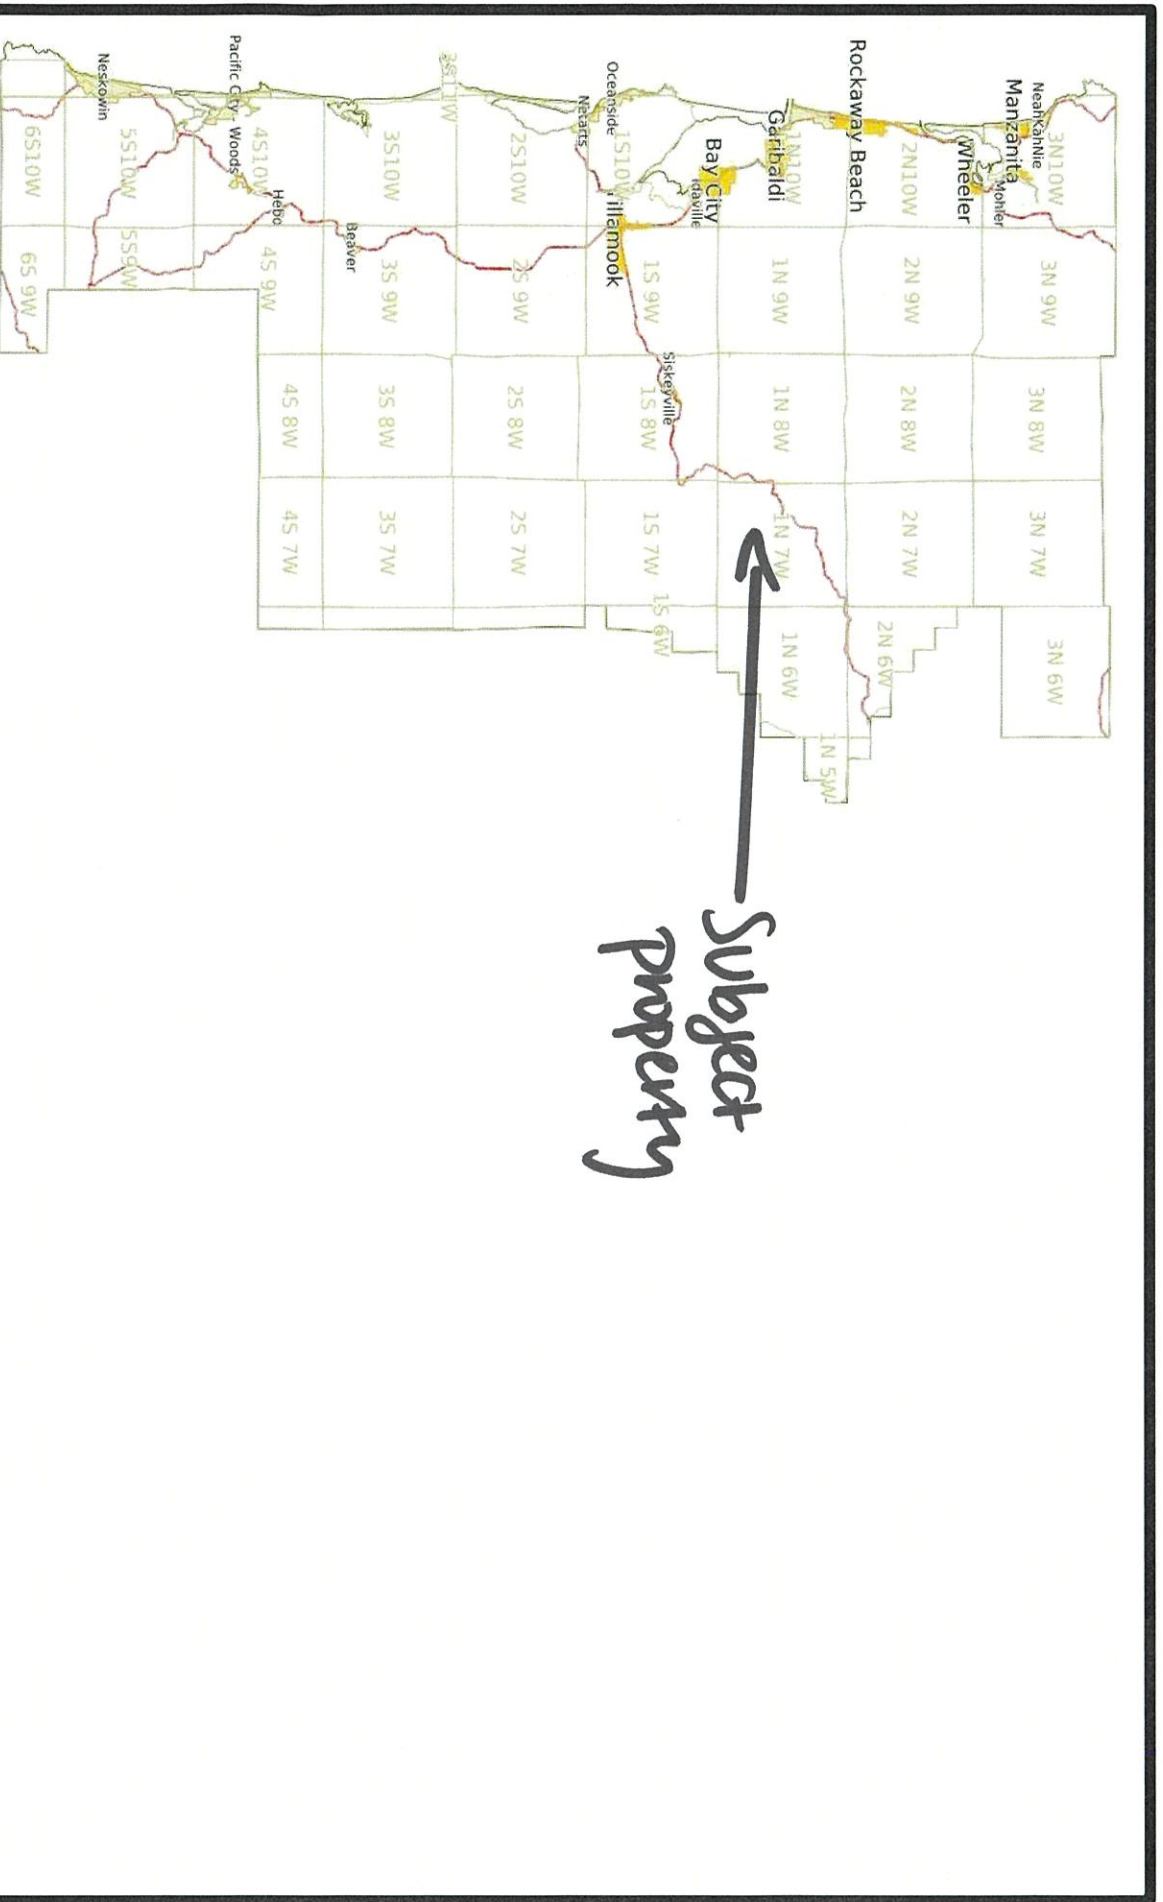 NeahKahNie
Manzanita
Mohler
Wheeler
Rockaway Beach
Garibaldi
Bay City
Idaville
Oceanside
Netarts
Tillamook
Siskeyville
Beaver
Hebo
Pacific City - Woods
Neskowin
3N10W
3N 9W
3N 8W
3N 7W
3N 6W
2N10W
2N 9W
2N 8W
2N 7W
2N 6W
1N10W
1N 9W
1N 8W
1N 7W
1N 6W
1N 5W
1S10W
1S 9W
1S 8W
1S 7W
1S 6W
2S10W
2S 9W
2S 8W
2S 7W
3S11W
3S10W
3S 9W
3S 8W
3S 7W
4S10W
4S 9W
4S 8W
4S 7W
5S10W
5S9W
6S10W
6S 9W
Subject
property